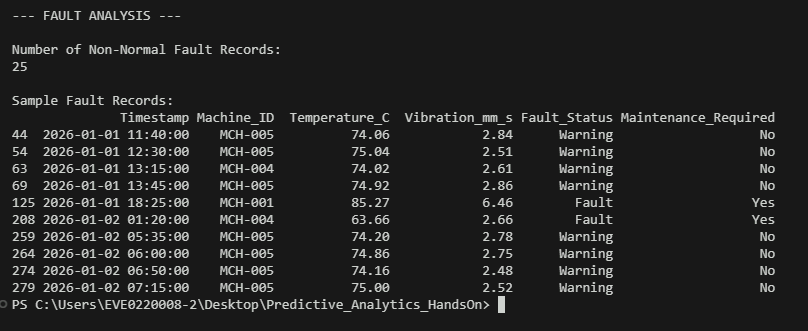 --- FAULT ANALYSIS ---
Number of Non-Normal Fault Records:
25
Sample Fault Records:
Timestamp Machine_ID Temperature_C Vibration_mm_s Fault_Status Maintenance_Required
44 2026-01-01 11:40:00 MCH-005 74.06 2.84 Warning No
54 2026-01-01 12:30:00 MCH-005 75.04 2.51 Warning No
63 2026-01-01 13:15:00 MCH-004 74.02 2.61 Warning No
69 2026-01-01 13:45:00 MCH-005 74.92 2.86 Warning No
125 2026-01-01 18:25:00 MCH-001 85.27 6.46 Fault Yes
208 2026-01-02 01:20:00 MCH-004 63.66 2.66 Fault Yes
259 2026-01-02 05:35:00 MCH-005 74.20 2.78 Warning No
264 2026-01-02 06:00:00 MCH-005 74.86 2.75 Warning No
274 2026-01-02 06:50:00 MCH-005 74.16 2.48 Warning No
279 2026-01-02 07:15:00 MCH-005 75.00 2.52 Warning No
PS C:\Users\EVE0220008-2\Desktop\Predictive_Analytics_HandsOn>